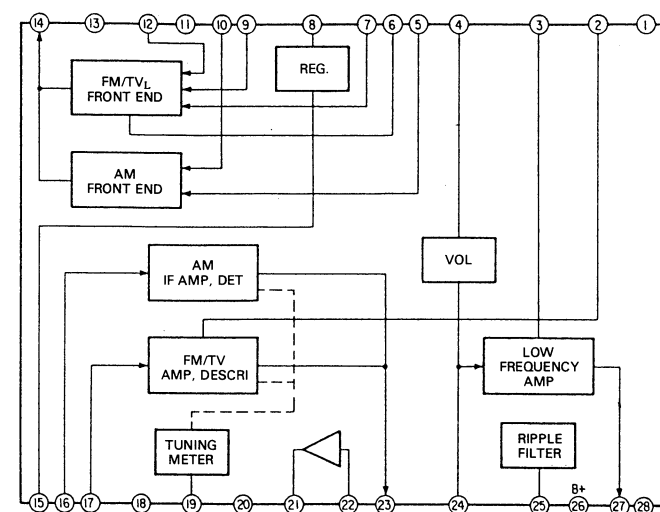 14 13 12 11 10 9 8 7 6 5 4 3 2 1
REG.
FM/TVL
FRONT END
AM
FRONT END
AM
IF AMP, DET
VOL
FM/TV
AMP, DESCRI
LOW
FREQUENCY
AMP
TUNING
METER
RIPPLE
FILTER
B+
15 16 17 18 19 20 21 22 23 24 25 26 27 28